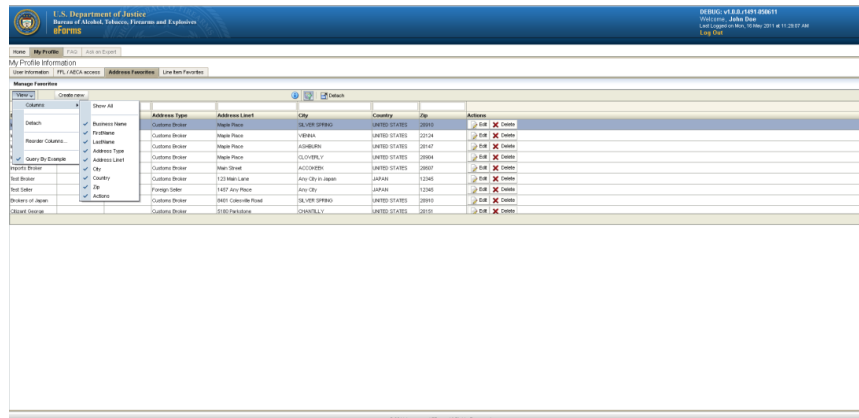 U.S. Department of Justice
Bureau of Alcohol, Tobacco, Firearms and Explosives
eForms
DEBUG: v1.0.0.r1491.050611
Welcome, John Doe
Last Logged on Mon, 16 May 2011 at 11:28:07 AM
Log Out
Home My Profile FAQ Ask an Expert
My Profile Information
User Information FFL / AECA access Address Favorites Line Item Favorites
Manage Favorites
View Create new Detach
Columns Show All
Detach
Reorder Columns...
Query By Example
Business Name
FirstName
LastName
Address Type
Address Line1
City
Country
Zip
Actions
Address Type Address Line1 City Country Zip Actions
Customs Broker Maple Place SILVER SPRING UNITED STATES 20910 Edit Delete
Customs Broker Maple Place VIENNA UNITED STATES 22124 Edit Delete
Customs Broker Maple Place ASHBURN UNITED STATES 20147 Edit Delete
Customs Broker Maple Place CLOVERLY UNITED STATES 20904 Edit Delete
Imports Broker Customs Broker Main Street ACCOKEEK UNITED STATES 20607 Edit Delete
Test Broker Customs Broker 123 Main Lane Any City in Japan JAPAN 12345 Edit Delete
Test Seller Foreign Seller 1407 Any Place Any City JAPAN 12345 Edit Delete
Brokers of Japan Customs Broker 8401 Colesville Road SILVER SPRING UNITED STATES 20910 Edit Delete
Citizent George Customs Broker 5180 Parkstone CHANTILLY UNITED STATES 20151 Edit Delete